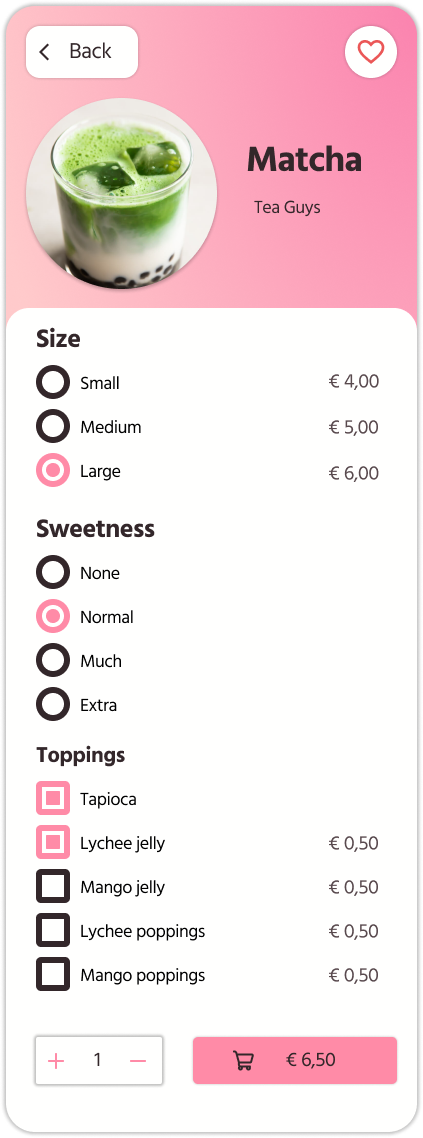 Back
Matcha
Tea Guys
Size
Small € 4,00
Medium € 5,00
Large € 6,00
Sweetness
None
Normal
Much
Extra
Toppings
Tapioca
Lychee jelly € 0,50
Mango jelly € 0,50
Lychee poppings € 0,50
Mango poppings € 0,50
+ 1 − € 6,50